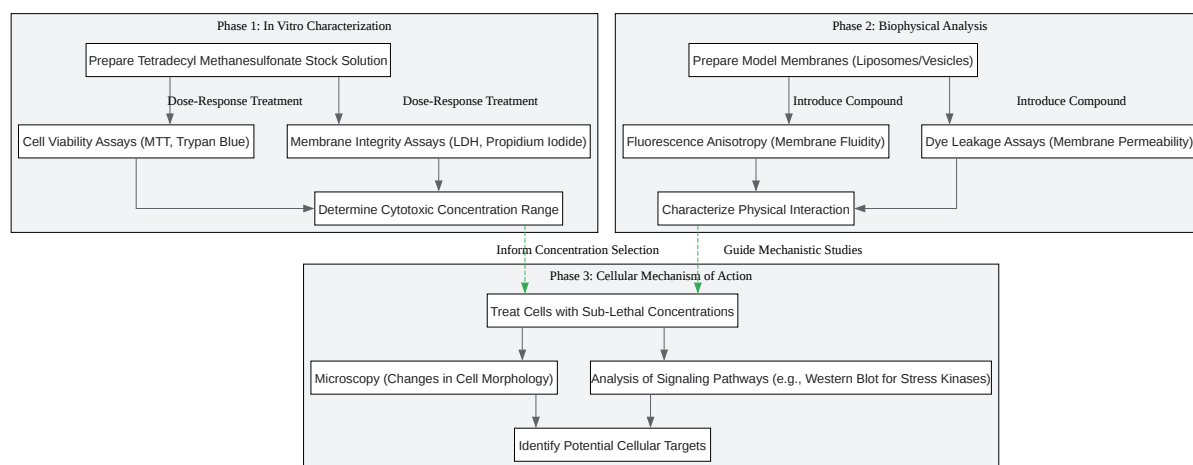 Phase 1: In Vitro Characterization
Prepare Tetradecyl Methanesulfonate Stock Solution
Dose-Response Treatment
Dose-Response Treatment
Cell Viability Assays (MTT, Trypan Blue)
Membrane Integrity Assays (LDH, Propidium Iodide)
Determine Cytotoxic Concentration Range
Phase 2: Biophysical Analysis
Prepare Model Membranes (Liposomes/Vesicles)
Introduce Compound
Introduce Compound
Fluorescence Anisotropy (Membrane Fluidity)
Dye Leakage Assays (Membrane Permeability)
Characterize Physical Interaction
Inform Concentration Selection
Guide Mechanistic Studies
Phase 3: Cellular Mechanism of Action
Treat Cells with Sub-Lethal Concentrations
Microscopy (Changes in Cell Morphology)
Analysis of Signaling Pathways (e.g., Western Blot for Stress Kinases)
Identify Potential Cellular Targets